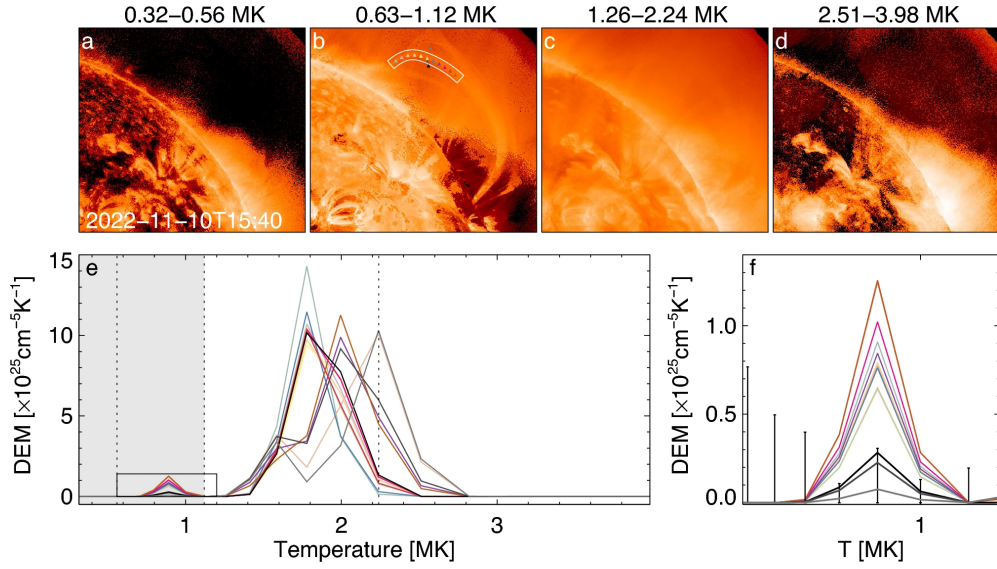 0.32–0.56 MK
0.63–1.12 MK
1.26–2.24 MK
2.51–3.98 MK
a
b
c
d
2022–11–10T15:40
e
15
10
5
0
DEM [×10²⁵cm⁻⁵K⁻¹]
1
2
3
Temperature [MK]
f
1.0
0.5
0.0
DEM [×10²⁵cm⁻⁵K⁻¹]
1
T [MK]